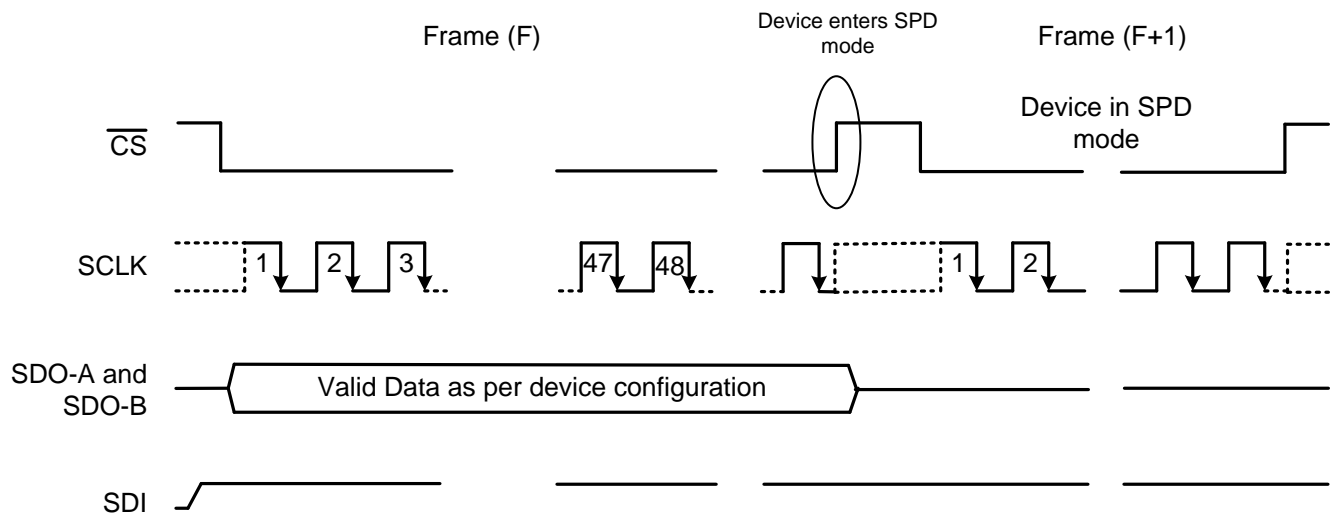 Frame (F)
Device enters SPD
mode
Frame (F+1)
CS
Device in SPD
mode
SCLK
1 2 3 47 48 1 2
SDO-A and
SDO-B
Valid Data as per device configuration
SDI